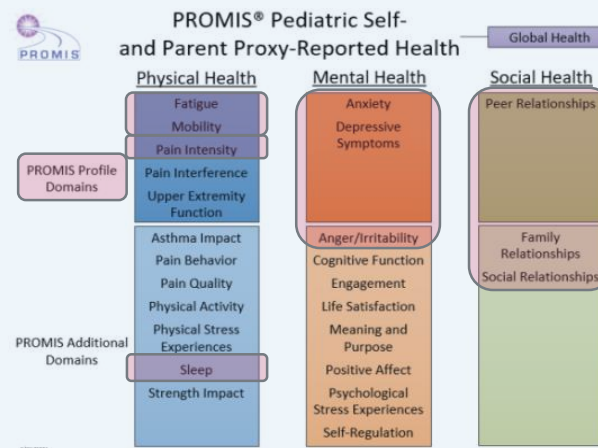 PROMIS® Pediatric Self-
and Parent Proxy-Reported Health
PROMIS
Global Health
Physical Health
Fatigue
Mobility
Pain Intensity
Pain Interference
Upper Extremity
Function
Asthma Impact
Pain Behavior
Pain Quality
Physical Activity
Physical Stress
Experiences
Sleep
Strength Impact
Mental Health
Anxiety
Depressive
Symptoms
Anger/Irritability
Cognitive Function
Engagement
Life Satisfaction
Meaning and
Purpose
Positive Affect
Psychological
Stress Experiences
Self-Regulation
Social Health
Peer Relationships
Family
Relationships
Social Relationships
PROMIS Profile
Domains
PROMIS Additional
Domains